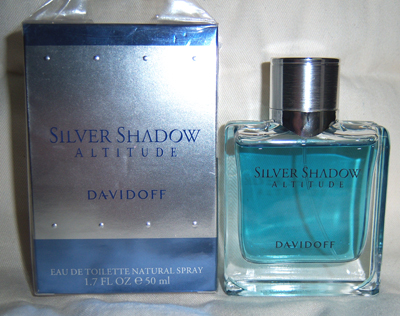 SILVER SHADOW
ALTITUDE
DAVIDOFF
EAU DE TOILETTE NATURAL SPRAY
1.7 FL OZ ℮ 50 ml
SILVER SHADOW
ALTITUDE
DAVIDOFF